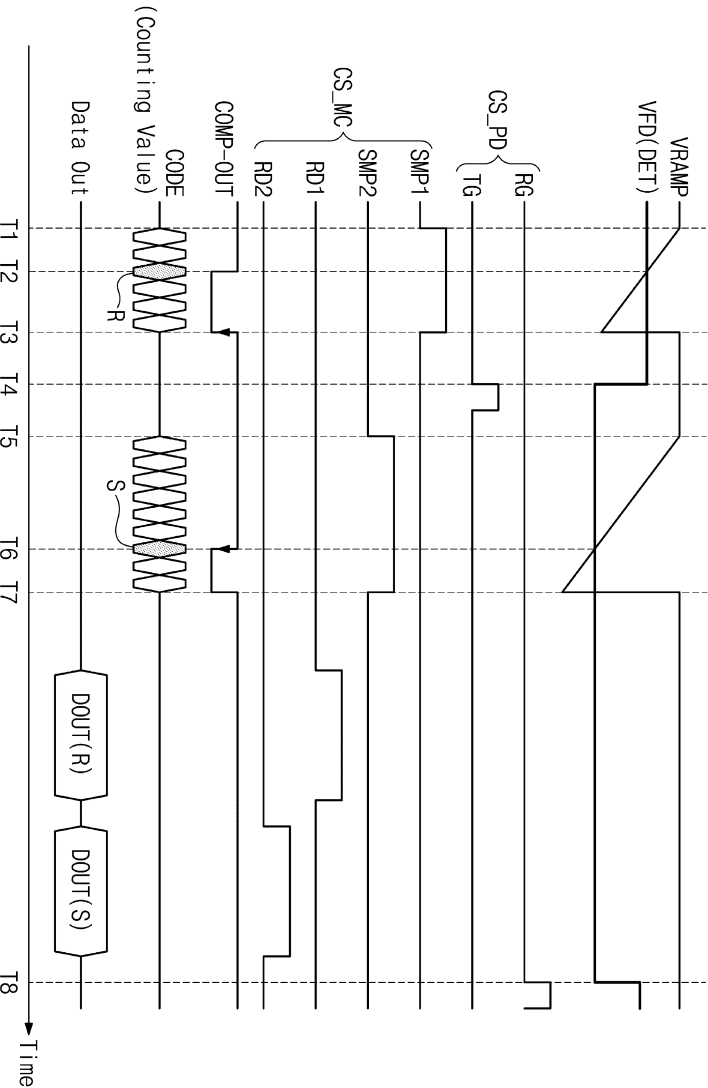 VRAMP
VFD(DET)
RG
CS_PD
TG
SMP1
SMP2
CS_MC
RD1
RD2
COMP-OUT
CODE
(Counting Value)
R
S
Data Out
DOUT(R)
DOUT(S)
T1
T2
T3
T4
T5
T6
T7
T8
Time